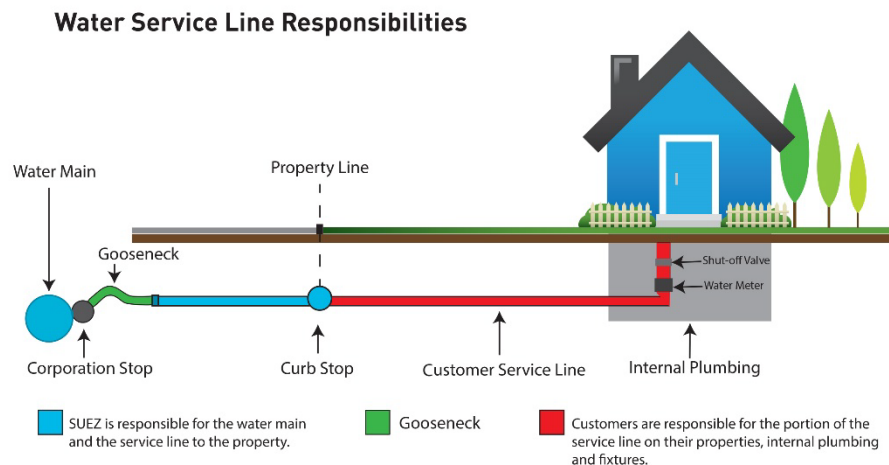 Water Service Line Responsibilities
Water Main
Property Line
Gooseneck
Shut-off Valve
Water Meter
Corporation Stop
Curb Stop
Customer Service Line
Internal Plumbing
SUEZ is responsible for the water main
and the service line to the property.
Gooseneck
Customers are responsible for the portion of the
service line on their properties, internal plumbing
and fixtures.